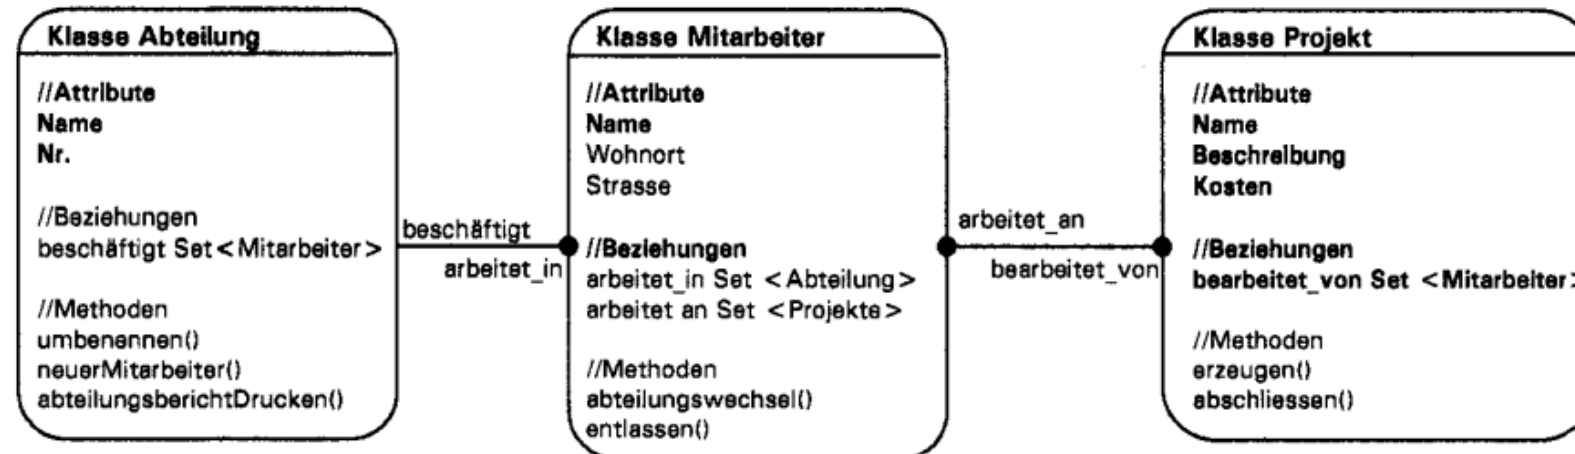 Klasse Abteilung
//Attribute
Name
Nr.
//Beziehungen
beschäftigt Set<Mitarbeiter>
//Methoden
umbenennen()
neuerMitarbeiter()
abteilungsberichtDrucken()
beschäftigt
arbeitet_in
Klasse Mitarbeiter
//Attribute
Name
Wohnort
Strasse
//Beziehungen
arbeitet_in Set <Abteilung>
arbeitet an Set <Projekte>
//Methoden
abteilungswechsel()
entlassen()
arbeitet_an
bearbeitet_von
Klasse Projekt
//Attribute
Name
Beschreibung
Kosten
//Beziehungen
bearbeitet_von Set <Mitarbeiter>
//Methoden
erzeugen()
abschliessen()